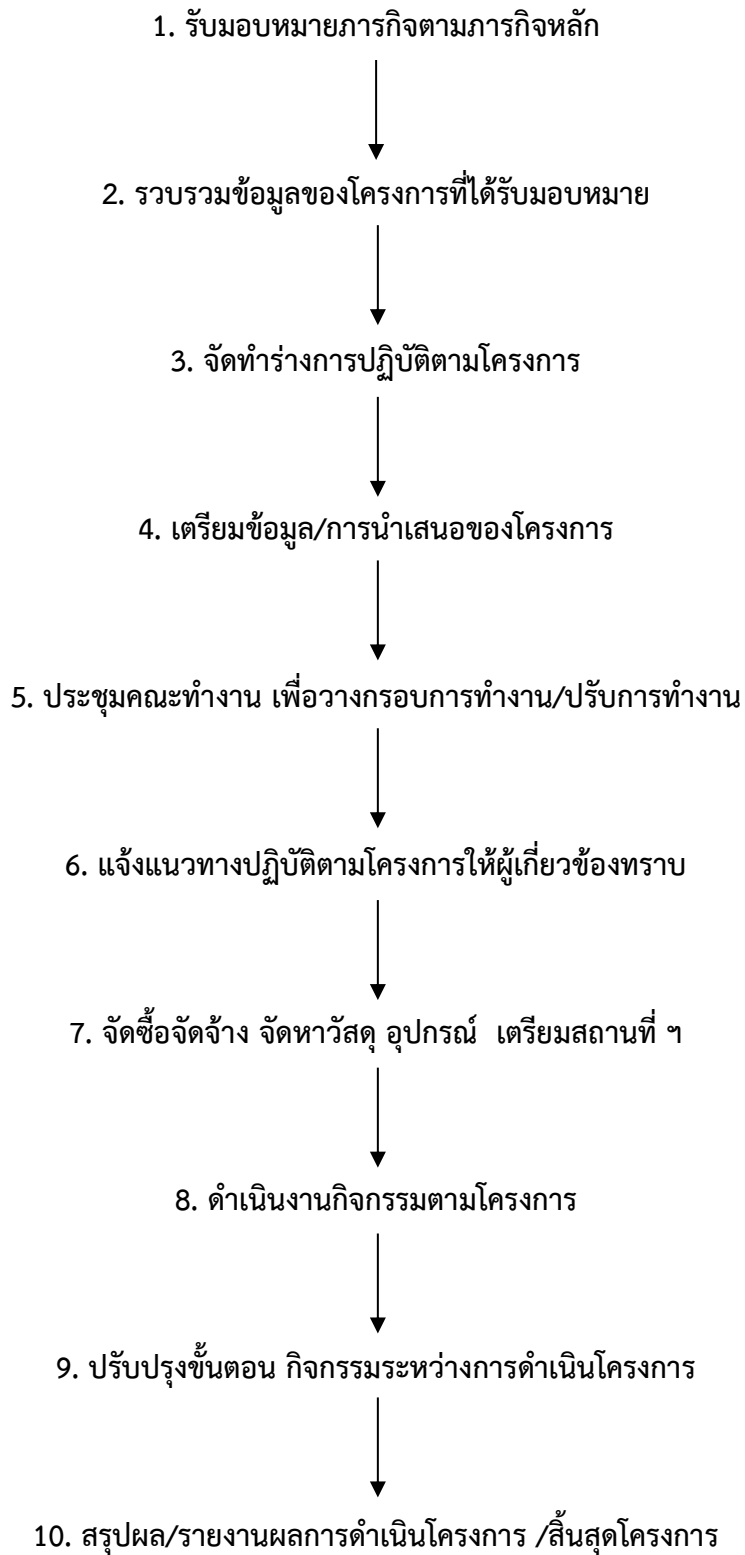 1. รับมอบหมายภารกิจตามภารกิจหลัก
2. รวบรวมข้อมูลของโครงการที่ได้รับมอบหมาย
3. จัดทำร่างการปฏิบัติตามโครงการ
4. เตรียมข้อมูล/การนำเสนอของโครงการ
5. ประชุมคณะทำงาน เพื่อวางกรอบการทำงาน/ปรับการทำงาน
6. แจ้งแนวทางปฏิบัติตามโครงการให้ผู้เกี่ยวข้องทราบ
7. จัดซื้อจัดจ้าง จัดหาวัสดุ อุปกรณ์ เตรียมสถานที่ ฯ
8. ดำเนินงานกิจกรรมตามโครงการ
9. ปรับปรุงขั้นตอน กิจกรรมระหว่างการดำเนินโครงการ
10. สรุปผล/รายงานผลการดำเนินโครงการ /สิ้นสุดโครงการ